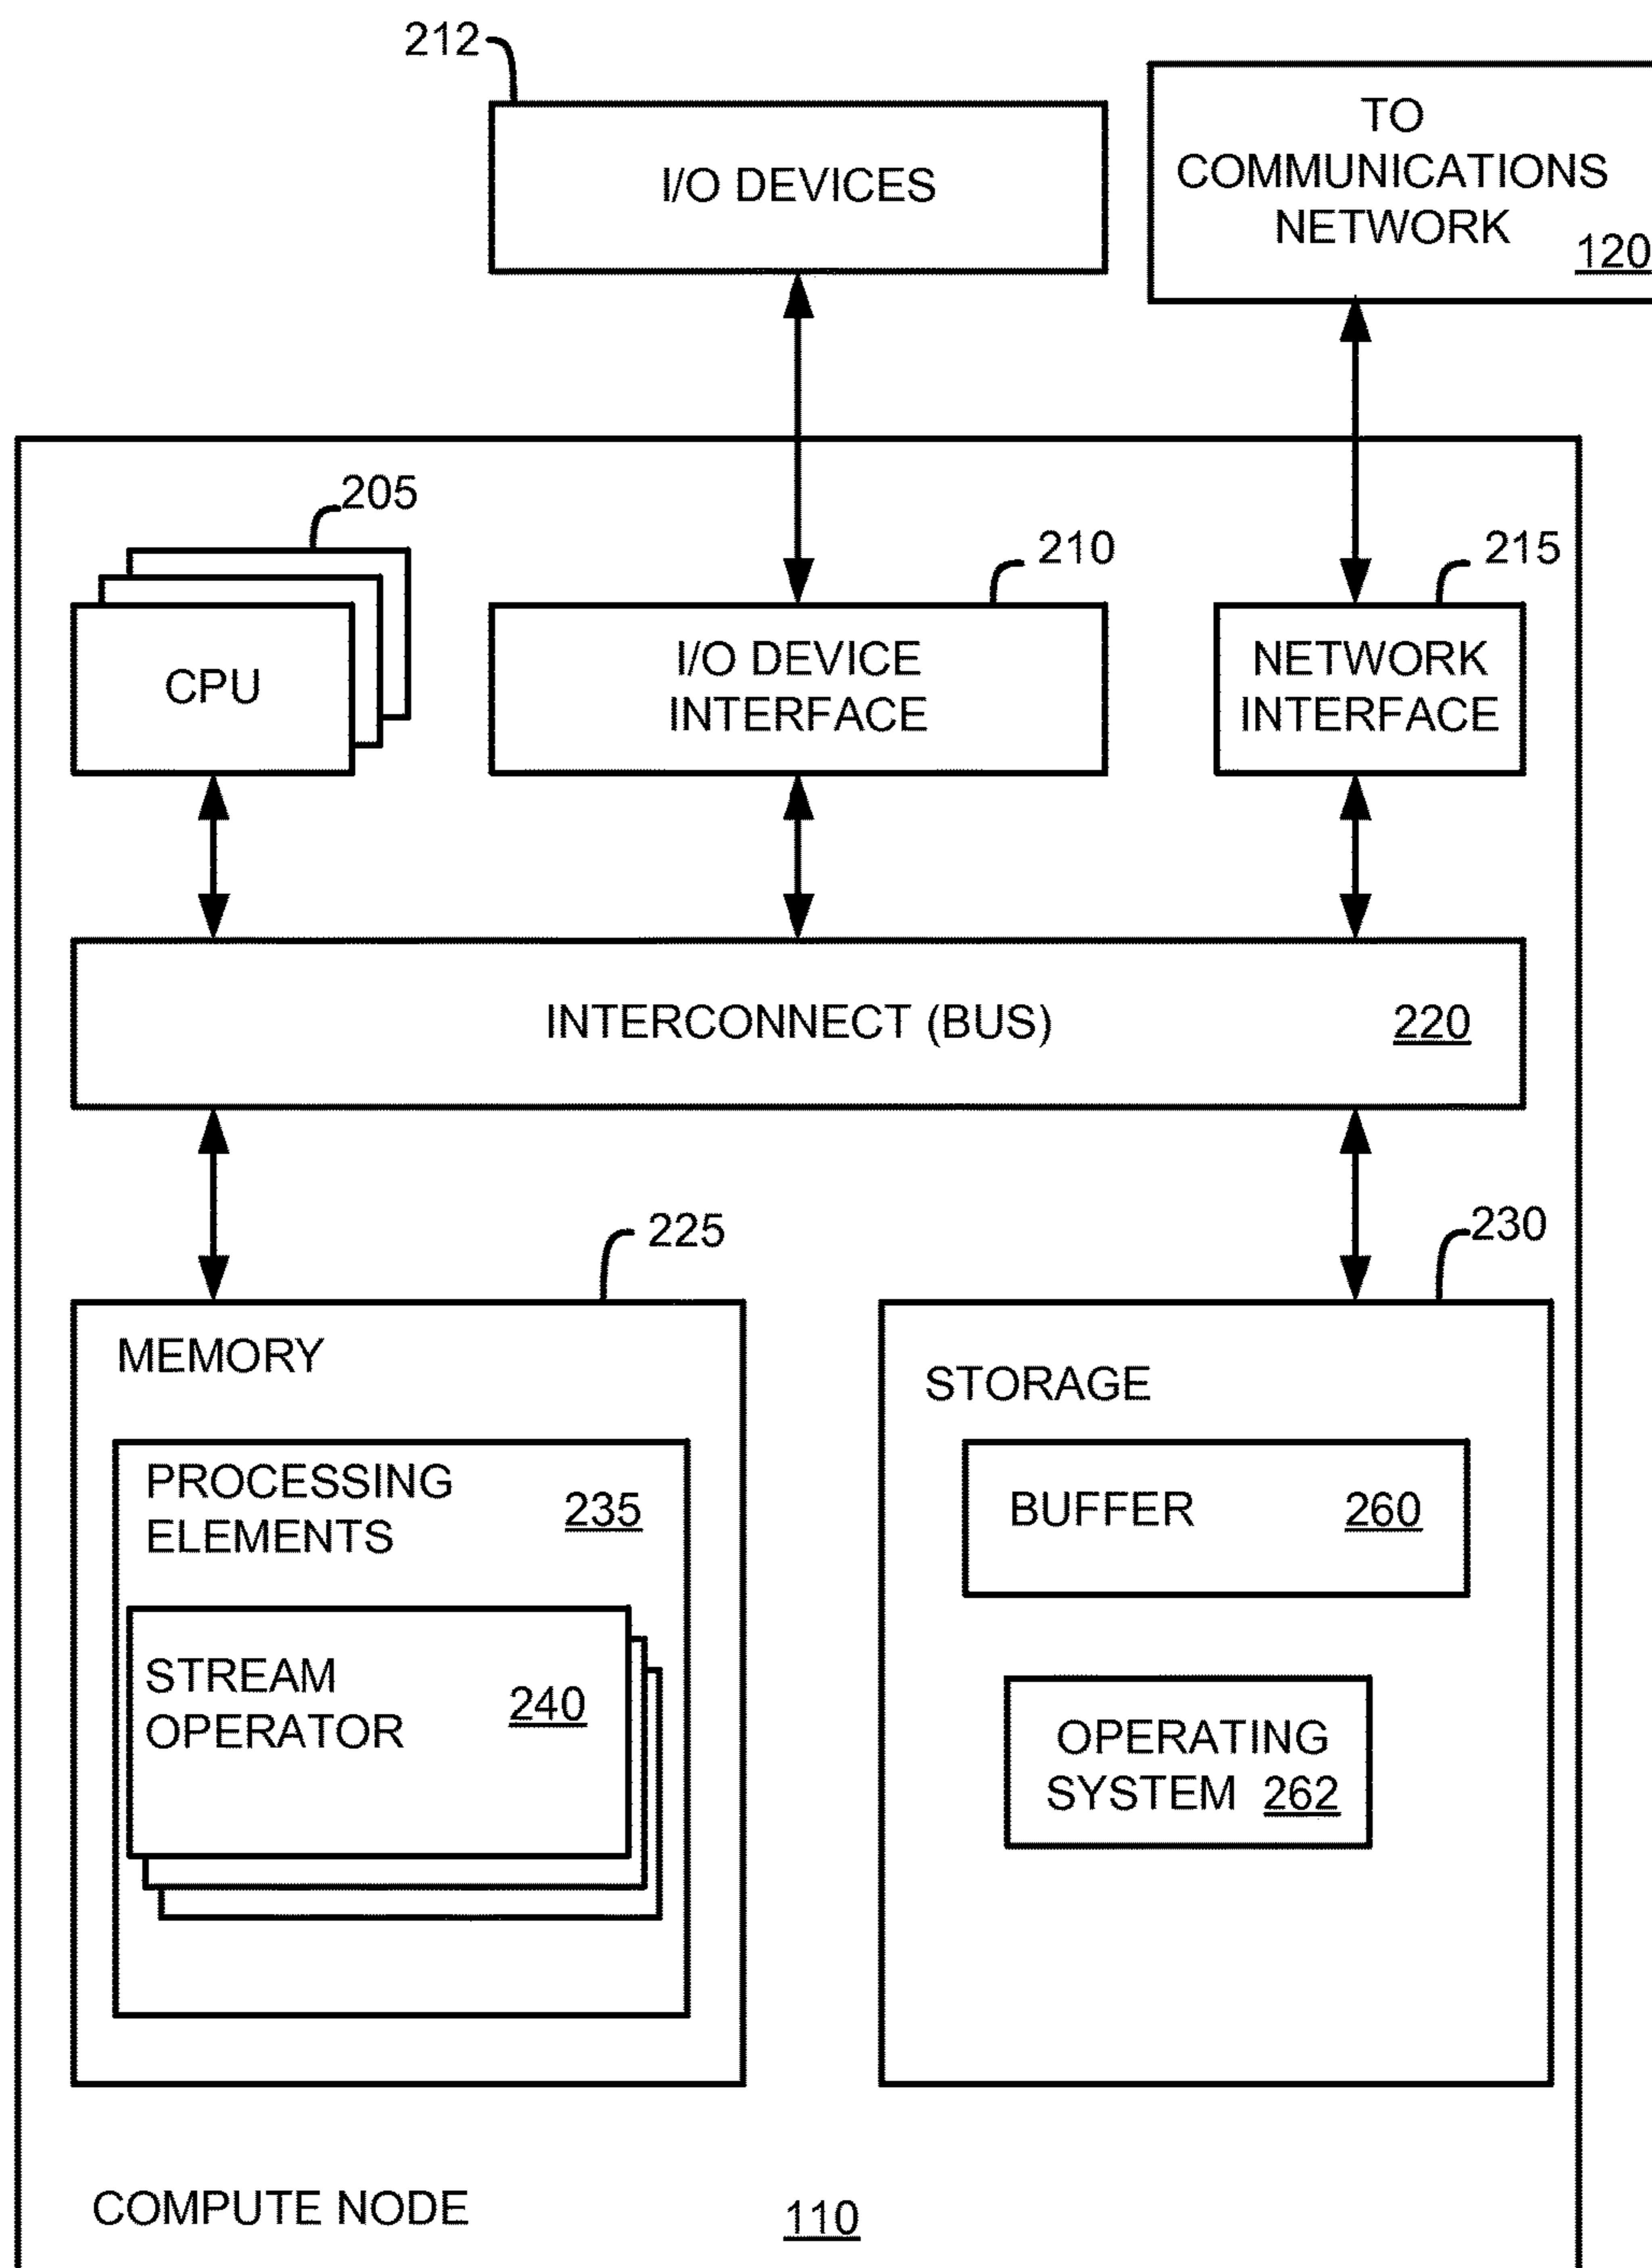 212
I/O DEVICES
TO
COMMUNICATIONS
NETWORK
120
205
210
215
CPU
I/O DEVICE
INTERFACE
NETWORK
INTERFACE
INTERCONNECT (BUS)
220
225
230
MEMORY
STORAGE
PROCESSING
ELEMENTS
235
BUFFER
260
STREAM
OPERATOR
240
OPERATING
SYSTEM 262
COMPUTE NODE
110